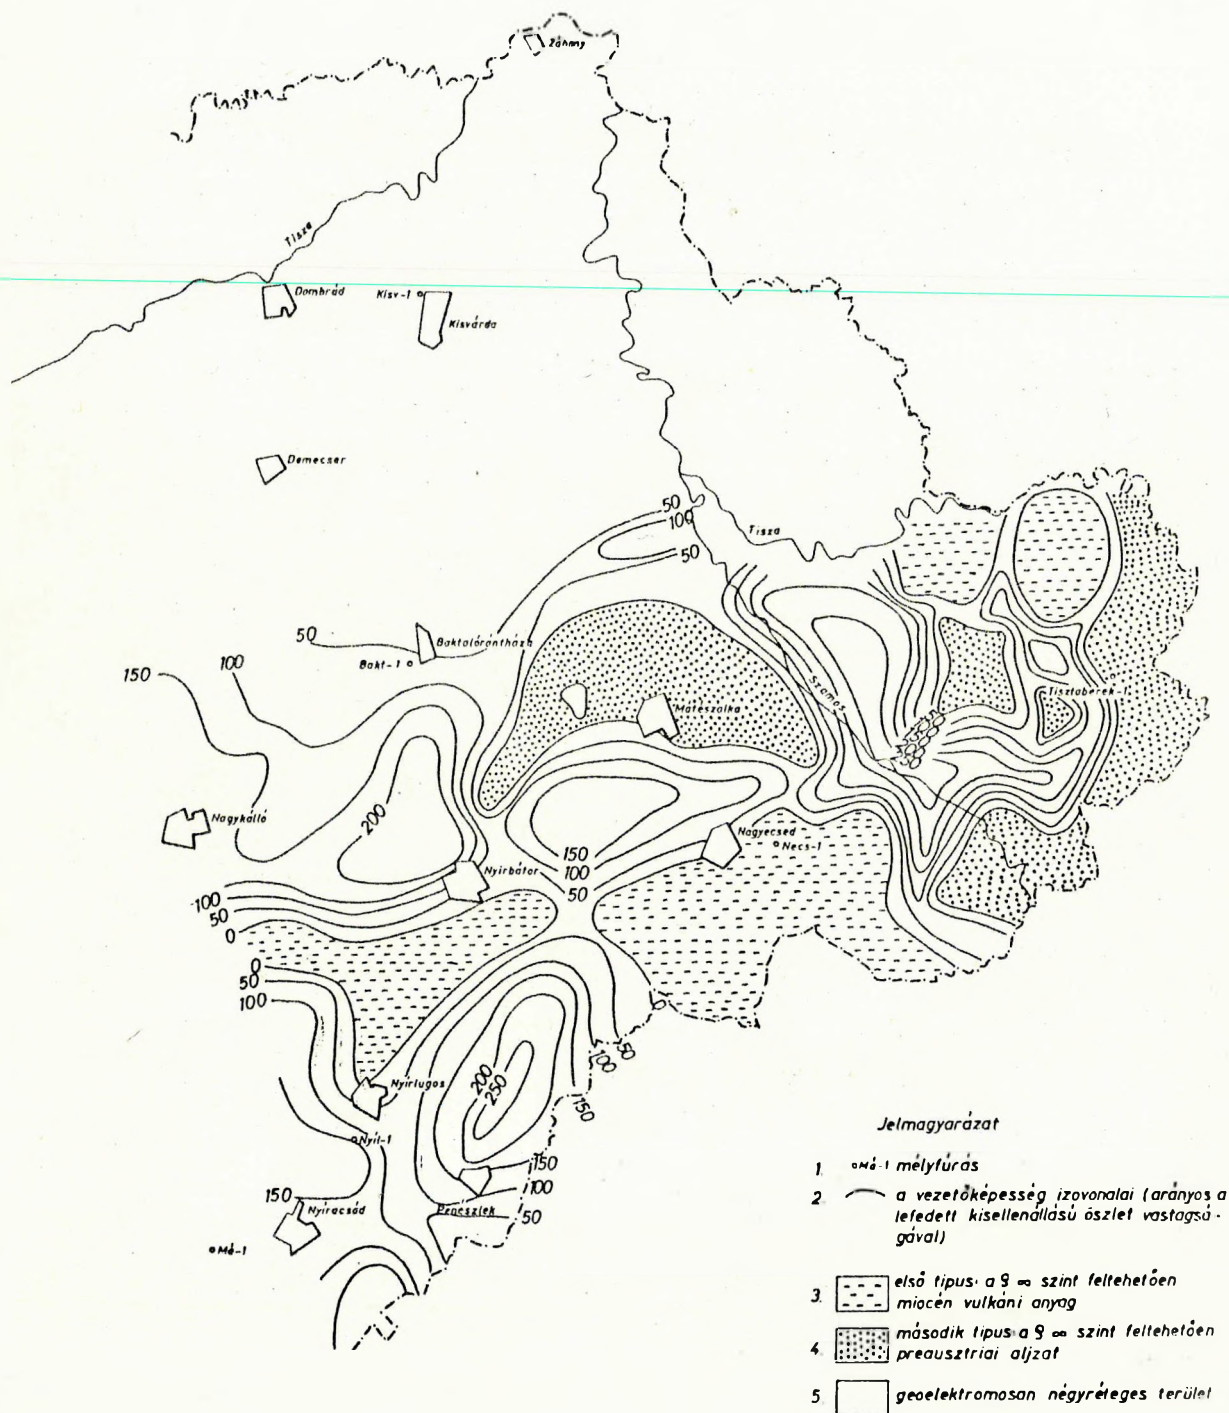 Záhony
Tisza
Dombrád
Kisv-1
Kisvárda
Demecser
50
100
50
Tisza
50
Baktalórántháza
Bakt-1
100
150
Szamos
Tisztaberek-1
Mátészalka
200
Nagykálló
Nagyecsed
Necs-1
150
100
50
Nyírbátor
100
50
0
0
50
100
50
100
150
200
250
Nyírlugos
Nyíl-1
150
100
50
150
Nyíracsád
Penészlek
Má-1
Jelmagyarázat
1. Má-1 mélyfúrás
2. a vezetőképesség izovonalai (arányos a
lefedett kisellenállású öszlet vastagsá-
gával)
3. első típus: a ϱ ∞ szint feltehetően
miocén vulkáni anyag
4. második típus a ϱ ∞ szint feltehetően
preausztriai aljzat
5. geoelektromosan négyréteges terület